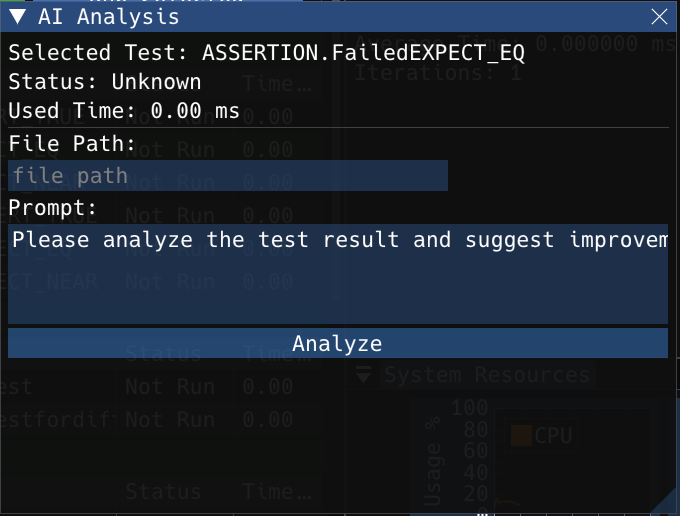 AI Analysis
Selected Test: ASSERTION.FailedEXPECT_EQ
Average Time: 0.000000 ms
Status: Unknown
Iterations: 1
Time…
Used Time: 0.00 ms
Not Run 0.00
File Path:
Not Run 0.00
file path
Not Run 0.00
Prompt:
Not Run 0.00
Please analyze the test result and suggest improvem
Not Run 0.00
ECT_NEAR Not Run 0.00
Analyze
Status Time…
est Not Run 0.00
System Resources
estfordif Not Run 0.00
100
80
60
40
20
Usage %
CPU
Status Time…